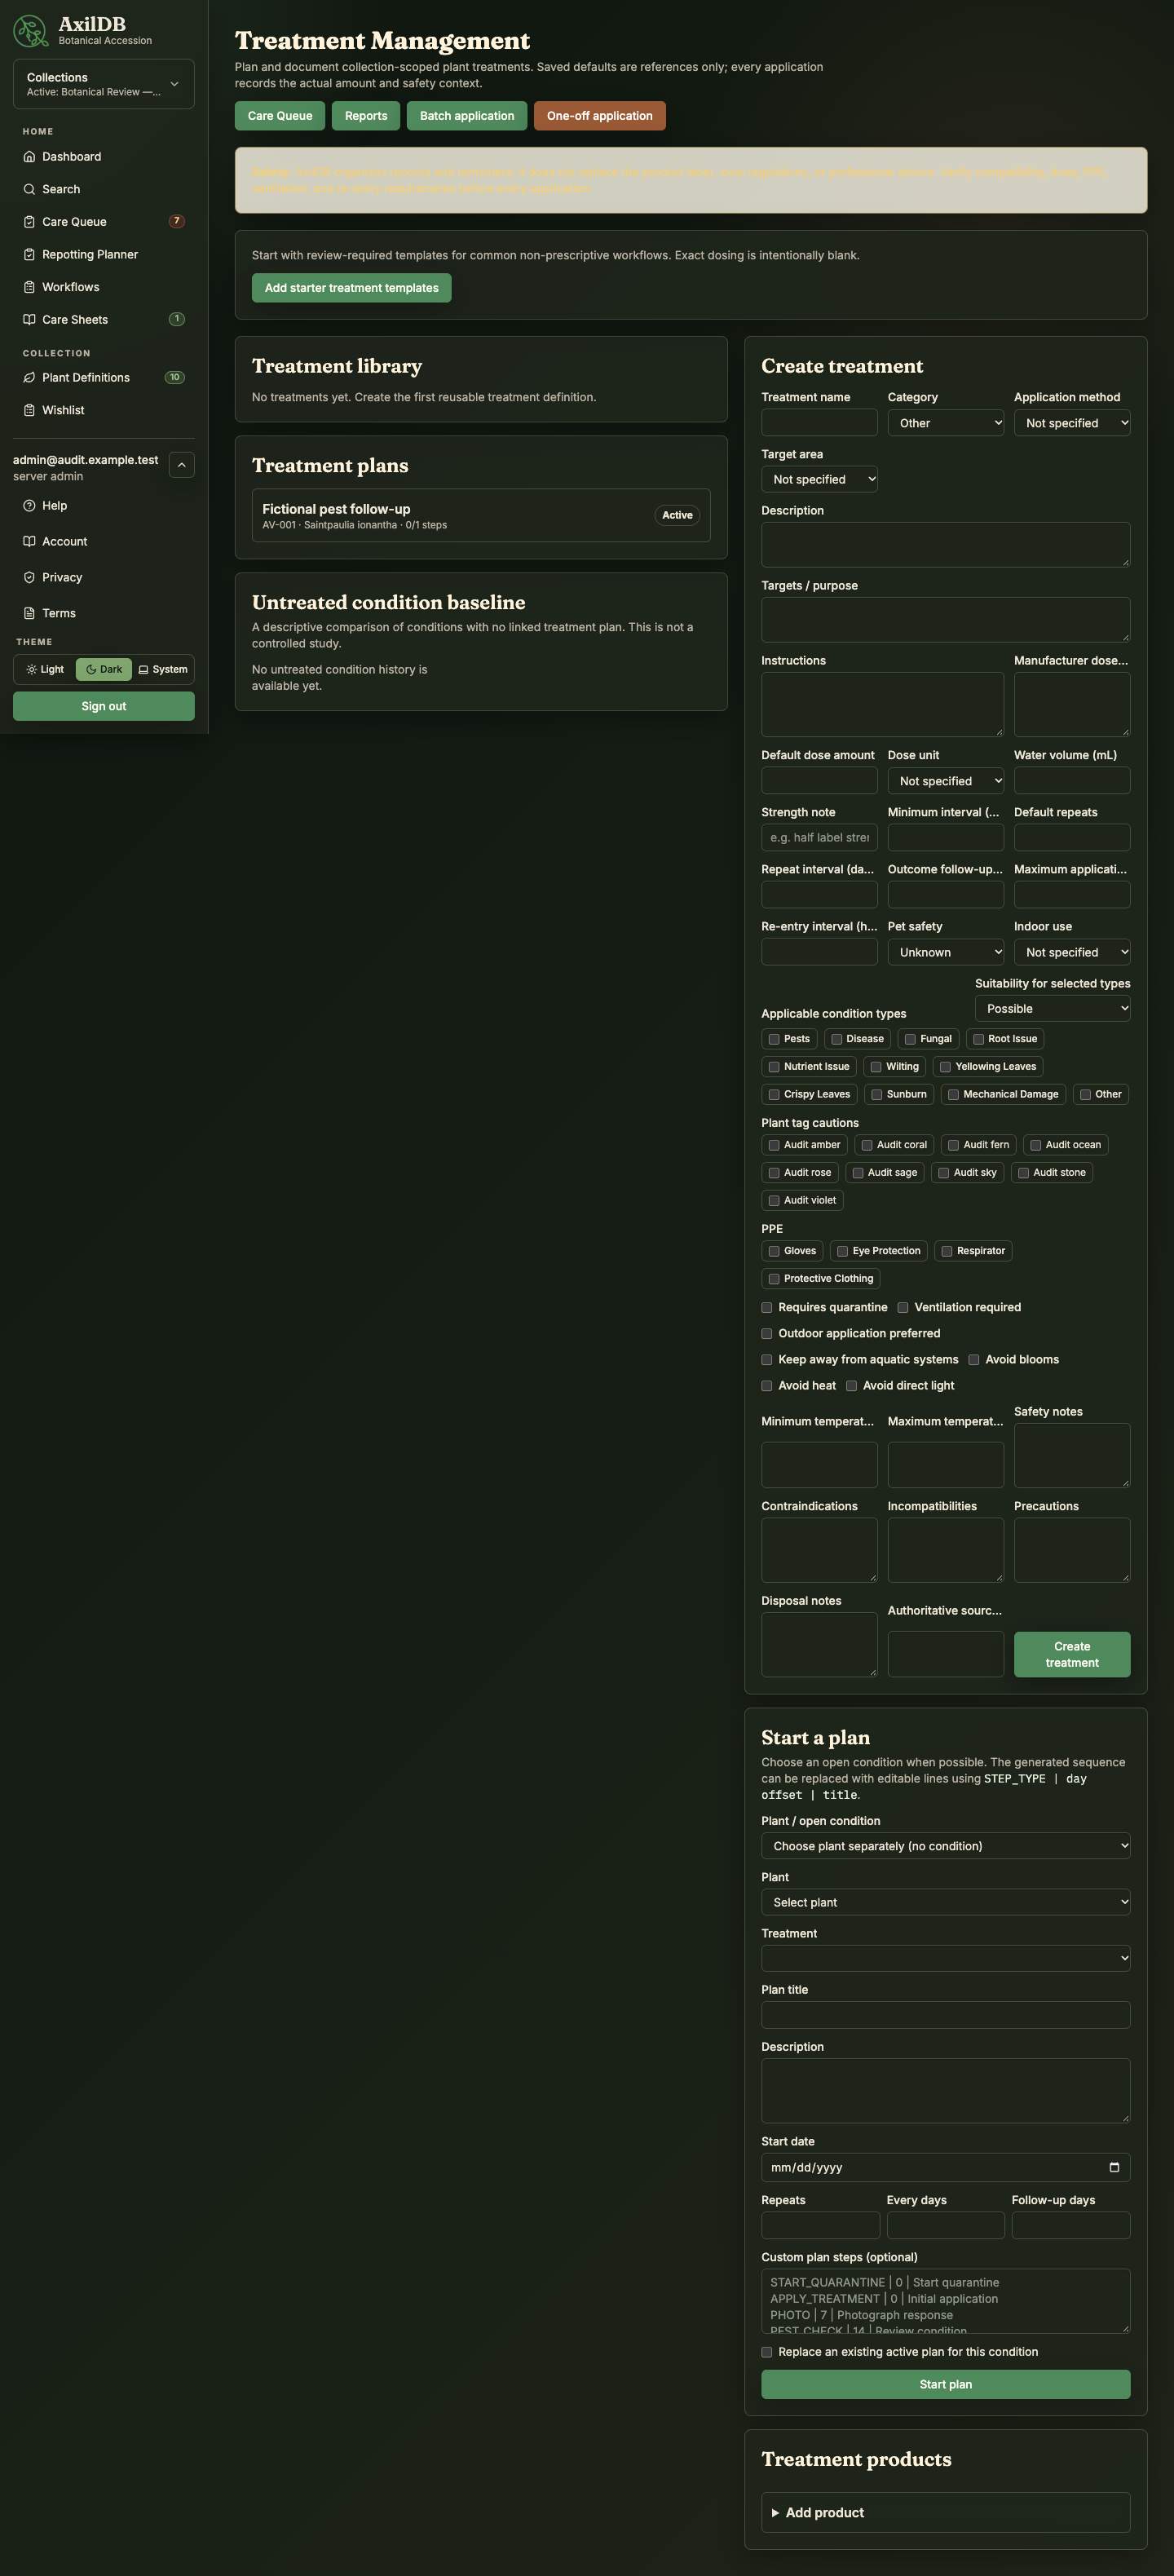 AxilDB
Botanical Accession
Collections
Active: Botanical Review —...
HOME
Dashboard
Search
Care Queue
7
Repotting Planner
Workflows
Care Sheets
1
COLLECTION
Plant Definitions
10
Wishlist
admin@audit.example.test
server admin
Help
Account
Privacy
Terms
THEME
Light
Dark
System
Sign out
Treatment Management
Plan and document collection-scoped plant treatments. Saved defaults are references only; every application
records the actual amount and safety context.
Care Queue
Reports
Batch application
One-off application
Start with review-required templates for common non-prescriptive workflows. Exact dosing is intentionally blank.
Add starter treatment templates
Treatment library
No treatments yet. Create the first reusable treatment definition.
Treatment plans
Fictional pest follow-up
AV-001 · Saintpaulia ionantha · 0/1 steps
Active
Untreated condition baseline
A descriptive comparison of conditions with no linked treatment plan. This is not a
controlled study.
No untreated condition history is
available yet.
Create treatment
Treatment name
Category
Application method
Other
Not specified
Target area
Not specified
Description
Targets / purpose
Instructions
Manufacturer dose...
Default dose amount
Dose unit
Water volume (mL)
Not specified
Strength note
Minimum interval (...
Default repeats
e.g. half label strer
Repeat interval (da...
Outcome follow-up...
Maximum applicati...
Re-entry interval (h...
Pet safety
Indoor use
Unknown
Not specified
Suitability for selected types
Applicable condition types
Possible
Pests
Disease
Fungal
Root Issue
Nutrient Issue
Wilting
Yellowing Leaves
Crispy Leaves
Sunburn
Mechanical Damage
Other
Plant tag cautions
Audit amber
Audit coral
Audit fern
Audit ocean
Audit rose
Audit sage
Audit sky
Audit stone
Audit violet
PPE
Gloves
Eye Protection
Respirator
Protective Clothing
Requires quarantine
Ventilation required
Outdoor application preferred
Keep away from aquatic systems
Avoid blooms
Avoid heat
Avoid direct light
Minimum temperat...
Maximum temperat...
Safety notes
Contraindications
Incompatibilities
Precautions
Disposal notes
Authoritative sourc...
Create
treatment
Start a plan
Choose an open condition when possible. The generated sequence
can be replaced with editable lines using STEP_TYPE | day
offset | title.
Plant / open condition
Choose plant separately (no condition)
Plant
Select plant
Treatment
Plan title
Description
Start date
mm/dd/yyyy
Repeats
Every days
Follow-up days
Custom plan steps (optional)
START_QUARANTINE | 0 | Start quarantine
APPLY_TREATMENT | 0 | Initial application
PHOTO | 7 | Photograph response
PEST_CHECK | 14 | Review condition
Replace an existing active plan for this condition
Start plan
Treatment products
Add product